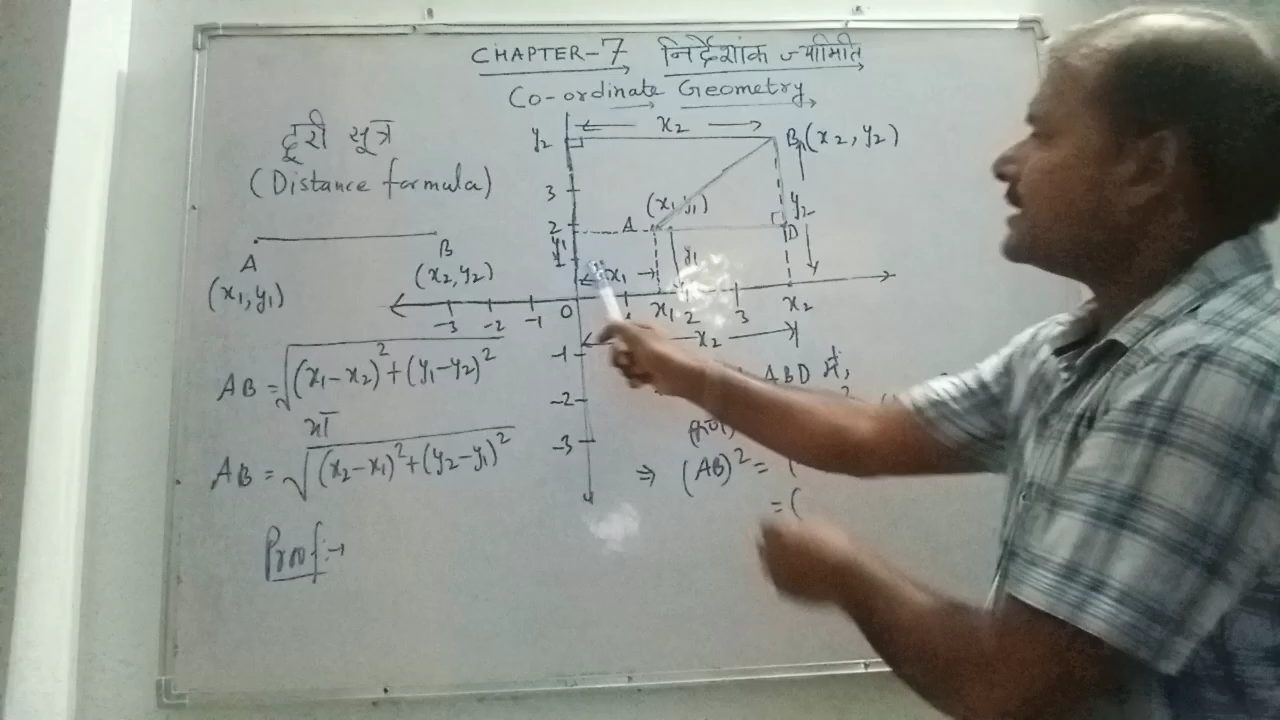 CHAPTER-7 निर्देशांक ज्यामिति
Co-ordinate Geometry
दूरी सूत्र
(Distance formula)
A
B
(x₁, y₁)
(x₂, y₂)
AB = √(x₁-x₂)²+(y₁-y₂)²
या
AB = √(x₂-x₁)²+(y₂-y₁)²
Proof:-
x₂
y₂
B(x₂, y₂)
3
(x₁, y₁)
y₂
2
A
D
y₁
1
x₁
y₁
-3 -2 -1 0 x₁ 2 3 x₂
x₂
-1
-2
-3
ABD में,
⇒ (AB)² = (
= (